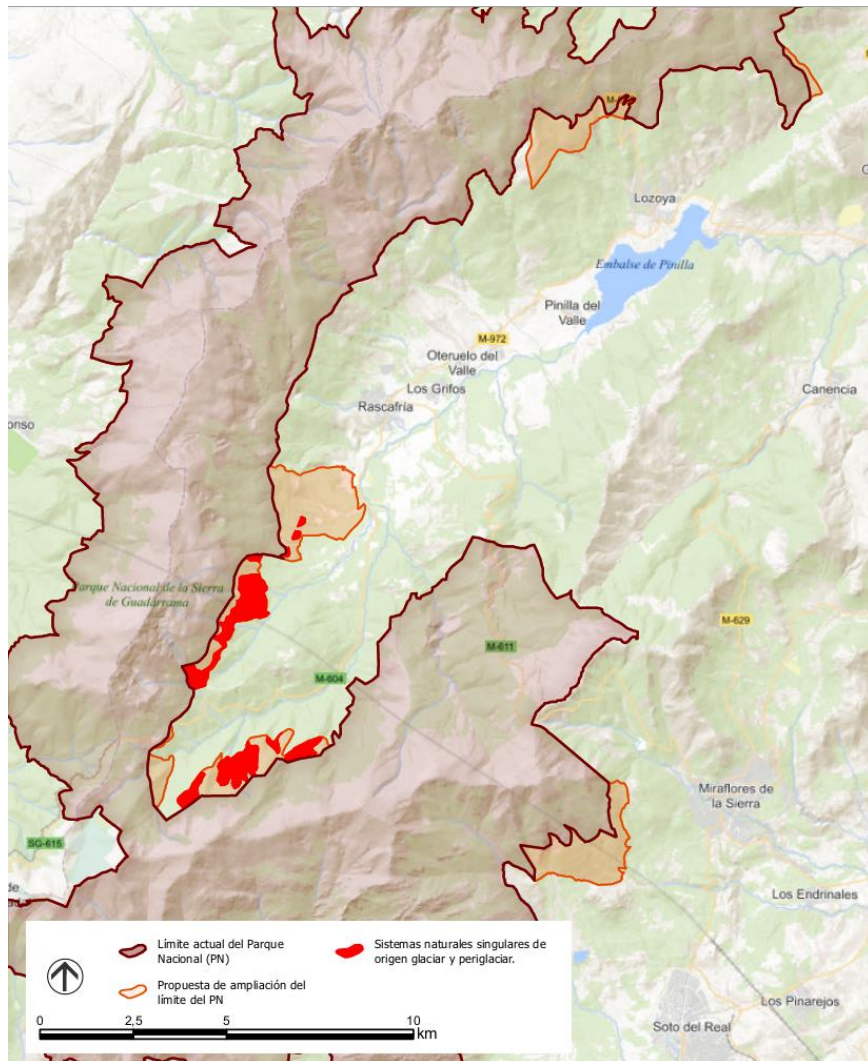 Lozoya
Embalse de Pinilla
Pinilla del
Valle
M-972
Oteruelo del
Valle
Los Grifos
Rascafría
Canencia
onso
Parque Nacional de la Sierra
de Guadarrama
M-629
M-611
M-604
Miraflores de
la Sierra
SG-615
de
Los Endrinales
Límite actual del Parque
Nacional (PN)
Sistemas naturales singulares de
origen glaciar y periglaciar.
Propuesta de ampliación del
límite del PN
Los Pinarejos
Soto del Real
0 2,5 5 10
km